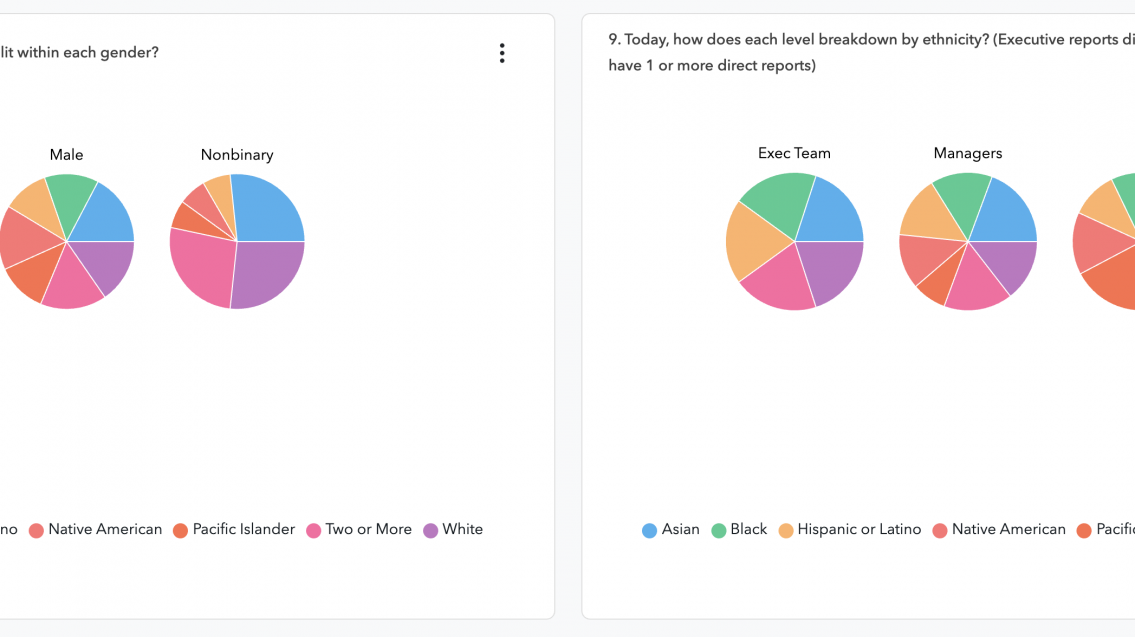 lit within each gender?
Male
Nonbinary
no Native American Pacific Islander Two or More White
9. Today, how does each level breakdown by ethnicity? (Executive reports di
have 1 or more direct reports)
Exec Team
Managers
Asian Black Hispanic or Latino Native American Pacific